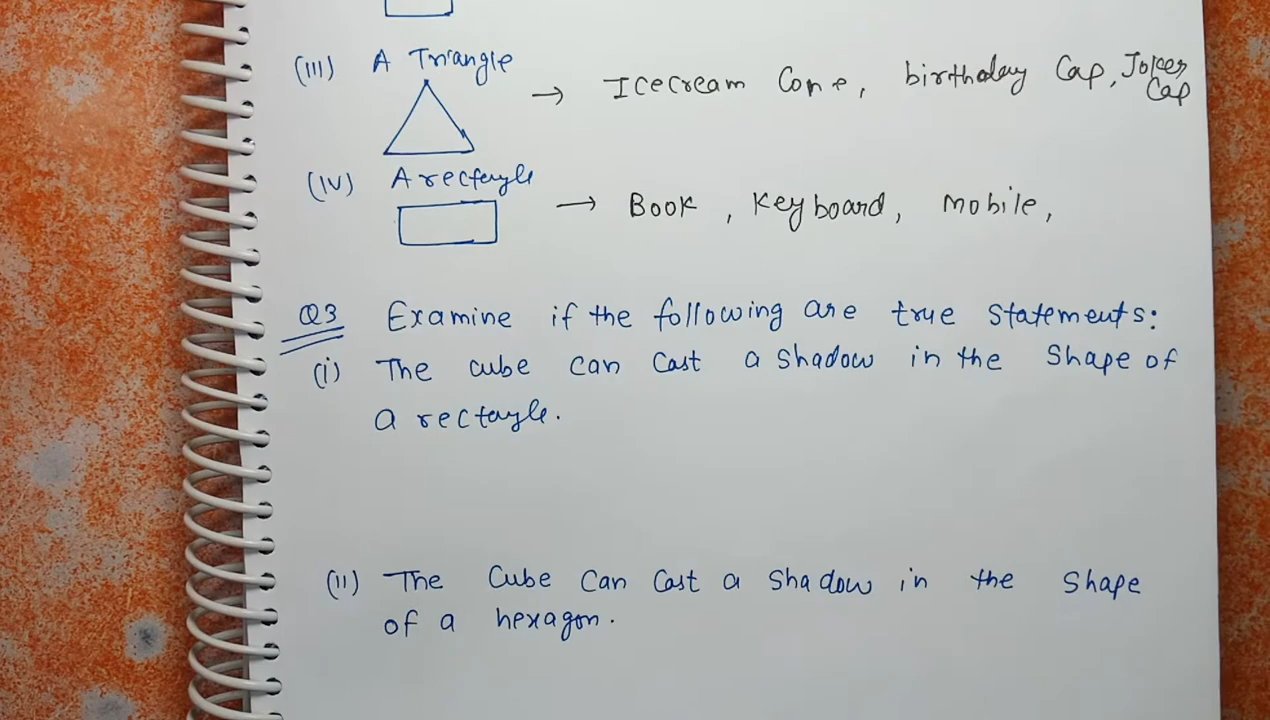 (III) A Triangle → Icecream Cone, birthday Cap, Joker Cap
(IV) A rectangle → Book, Keyboard, mobile,
Q3 Examine if the following are true statements:
(i) The cube can cast a shadow in the shape of
a rectangle.
(II) The Cube Can Cast a shadow in the shape
of a hexagon.